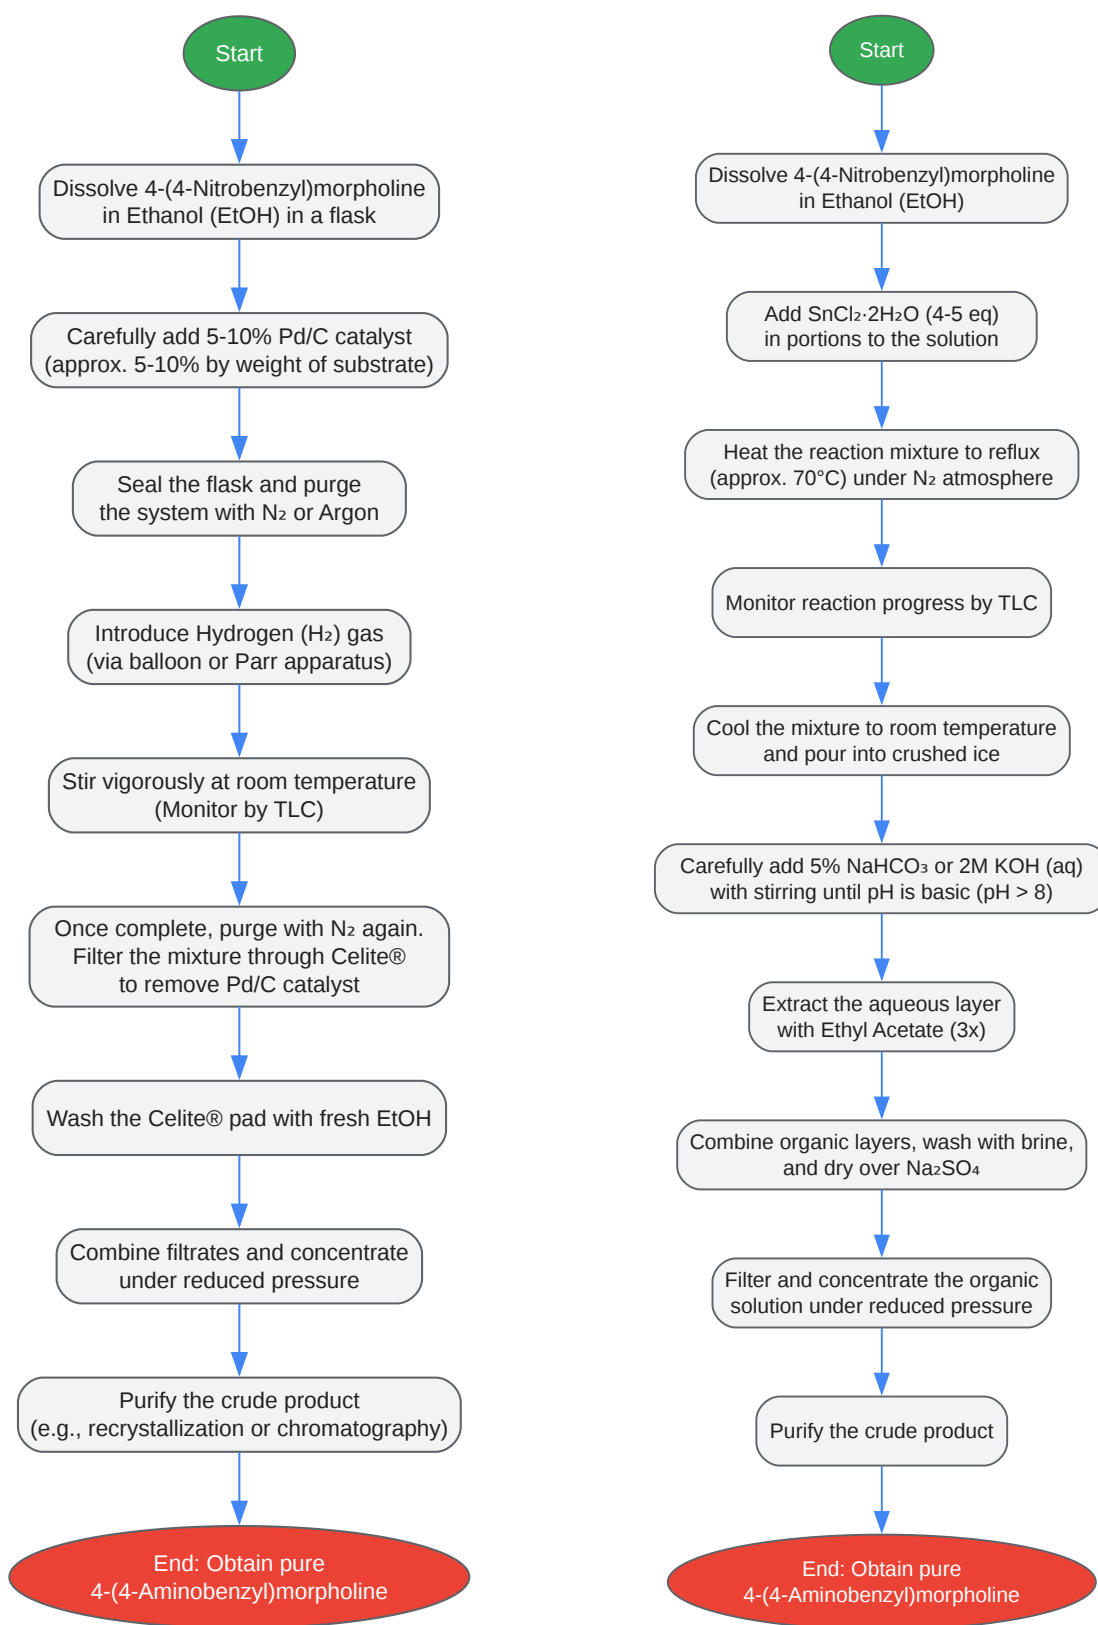 Start
Dissolve 4-(4-Nitrobenzyl)morpholine
in Ethanol (EtOH) in a flask
Carefully add 5-10% Pd/C catalyst
(approx. 5-10% by weight of substrate)
Seal the flask and purge
the system with N₂ or Argon
Introduce Hydrogen (H₂) gas
(via balloon or Parr apparatus)
Stir vigorously at room temperature
(Monitor by TLC)
Once complete, purge with N₂ again.
Filter the mixture through Celite®
to remove Pd/C catalyst
Wash the Celite® pad with fresh EtOH
Combine filtrates and concentrate
under reduced pressure
Purify the crude product
(e.g., recrystallization or chromatography)
End: Obtain pure
4-(4-Aminobenzyl)morpholine
Start
Dissolve 4-(4-Nitrobenzyl)morpholine
in Ethanol (EtOH)
Add SnCl₂·2H₂O (4-5 eq)
in portions to the solution
Heat the reaction mixture to reflux
(approx. 70°C) under N₂ atmosphere
Monitor reaction progress by TLC
Cool the mixture to room temperature
and pour into crushed ice
Carefully add 5% NaHCO₃ or 2M KOH (aq)
with stirring until pH is basic (pH > 8)
Extract the aqueous layer
with Ethyl Acetate (3x)
Combine organic layers, wash with brine,
and dry over Na₂SO₄
Filter and concentrate the organic
solution under reduced pressure
Purify the crude product
End: Obtain pure
4-(4-Aminobenzyl)morpholine